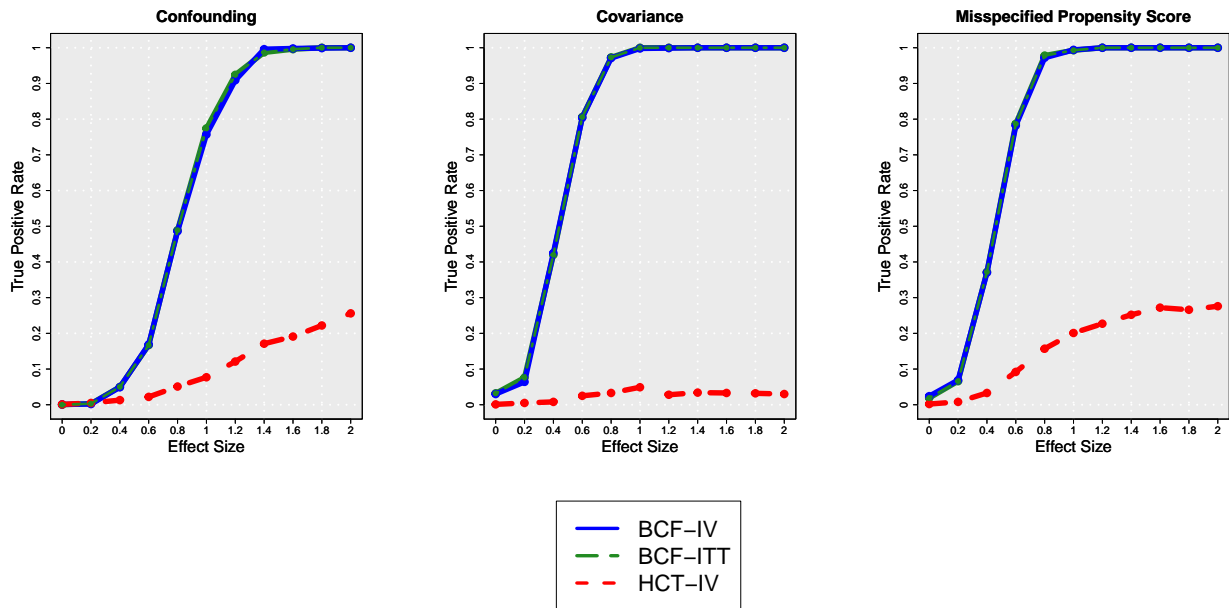 Confounding
True Positive Rate
1
0.9
0.8
0.7
0.6
0.5
0.4
0.3
0.2
0.1
0
0 0.2 0.4 0.6 0.8 1 1.2 1.4 1.6 1.8 2
Effect Size
Covariance
True Positive Rate
1
0.9
0.8
0.7
0.6
0.5
0.4
0.3
0.2
0.1
0
0 0.2 0.4 0.6 0.8 1 1.2 1.4 1.6 1.8 2
Effect Size
Misspecified Propensity Score
True Positive Rate
1
0.9
0.8
0.7
0.6
0.5
0.4
0.3
0.2
0.1
0
0 0.2 0.4 0.6 0.8 1 1.2 1.4 1.6 1.8 2
Effect Size
BCF−IV
BCF−ITT
HCT−IV